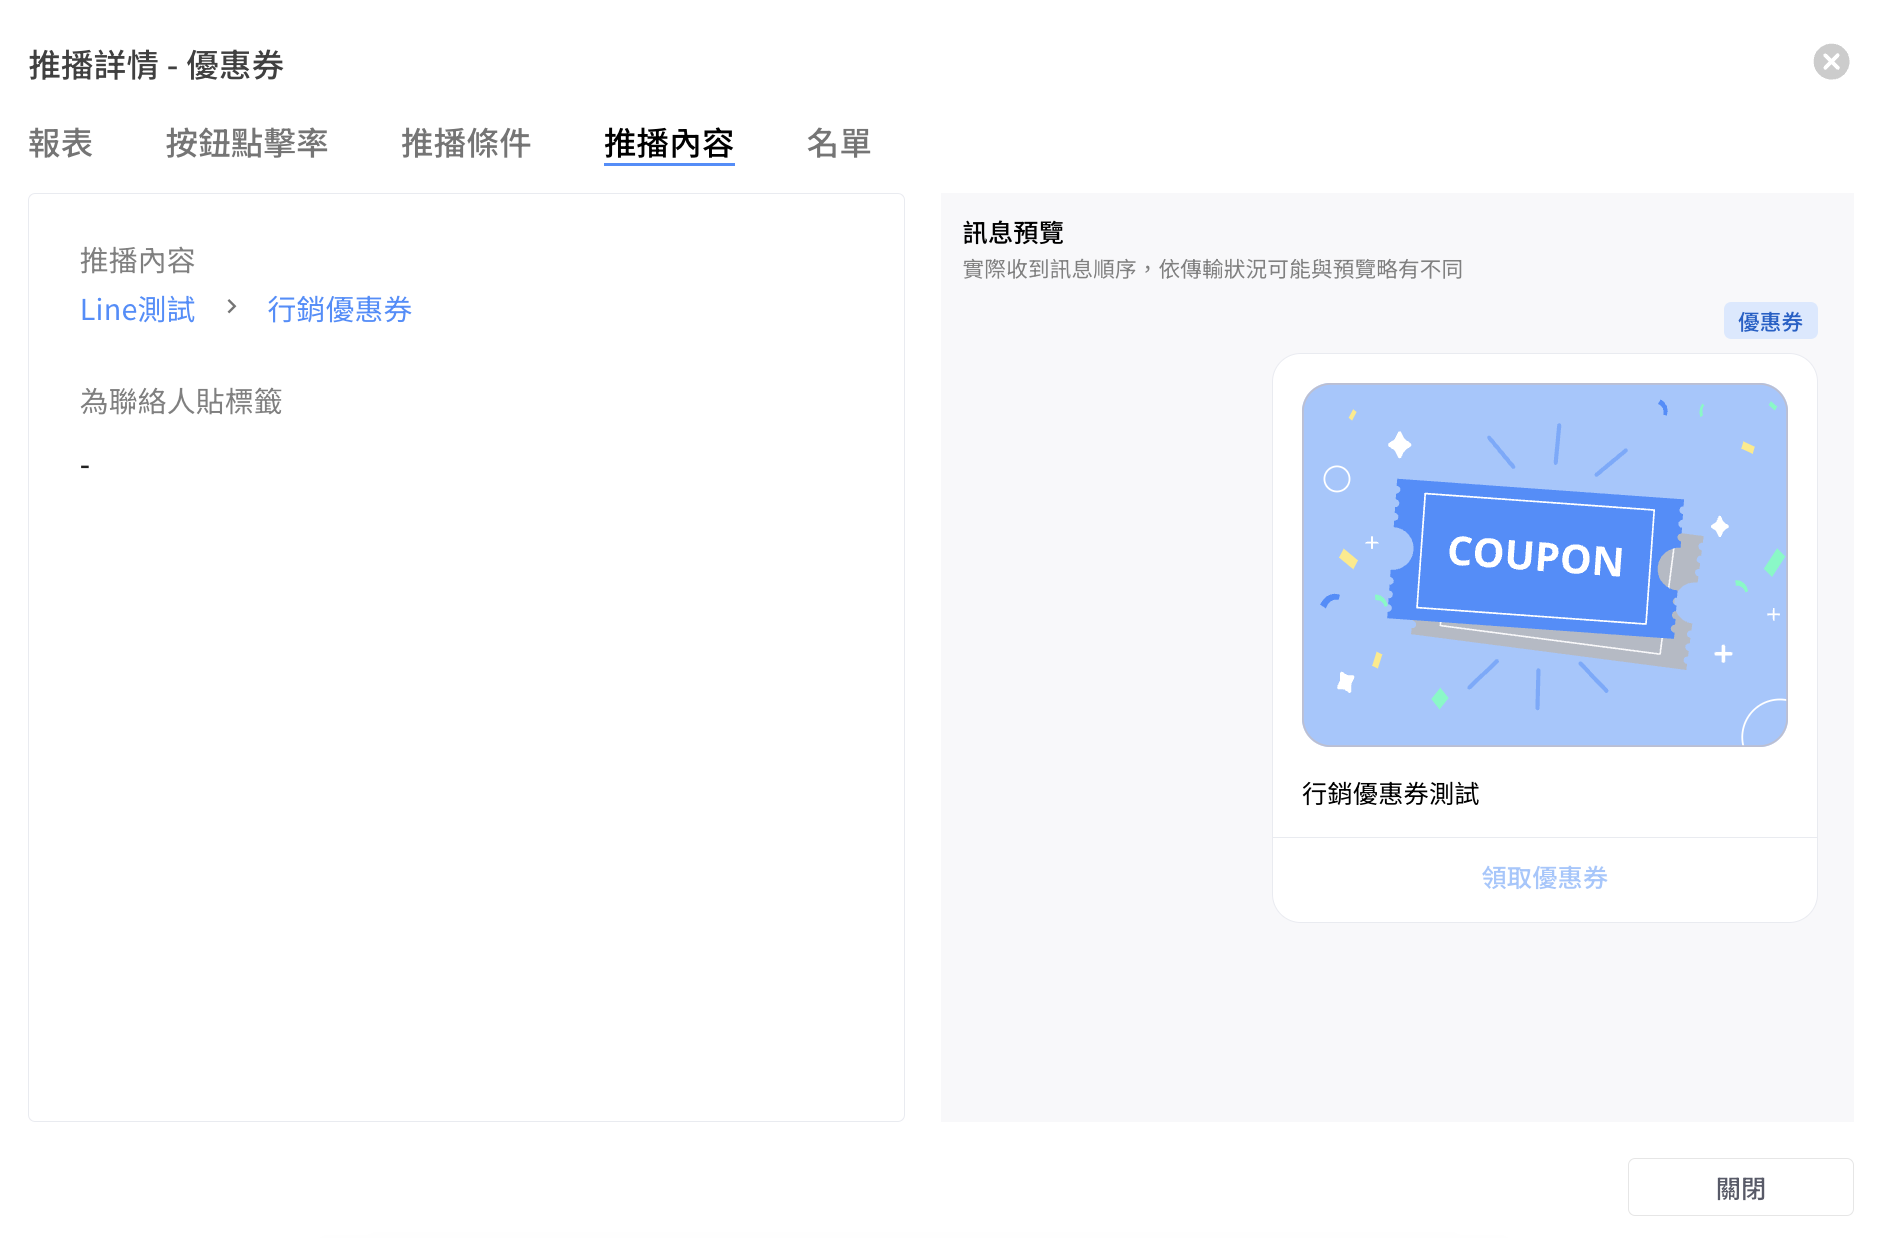 推播詳情 - 優惠券
報表 按鈕點擊率 推播條件 推播內容 名單
推播內容
Line測試 > 行銷優惠券
為聯絡人貼標籤
-
訊息預覽
實際收到訊息順序，依傳輸狀況可能與預覽略有不同
優惠券
COUPON
行銷優惠券測試
領取優惠券
關閉